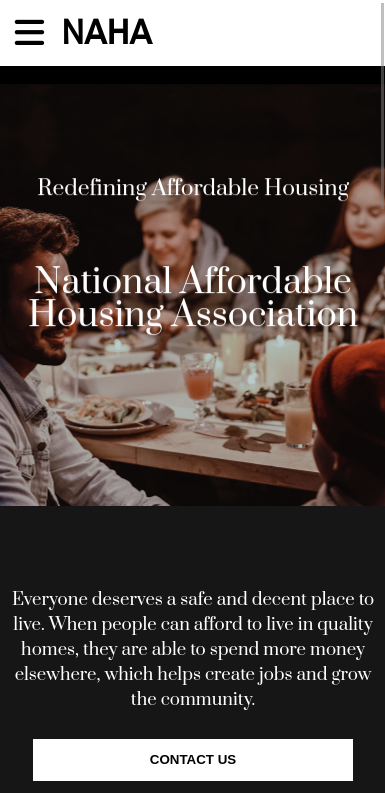 NAHA
Redefining Affordable Housing
National Affordable
Housing Association
Everyone deserves a safe and decent place to
live. When people can afford to live in quality
homes, they are able to spend more money
elsewhere, which helps create jobs and grow
the community.
CONTACT US